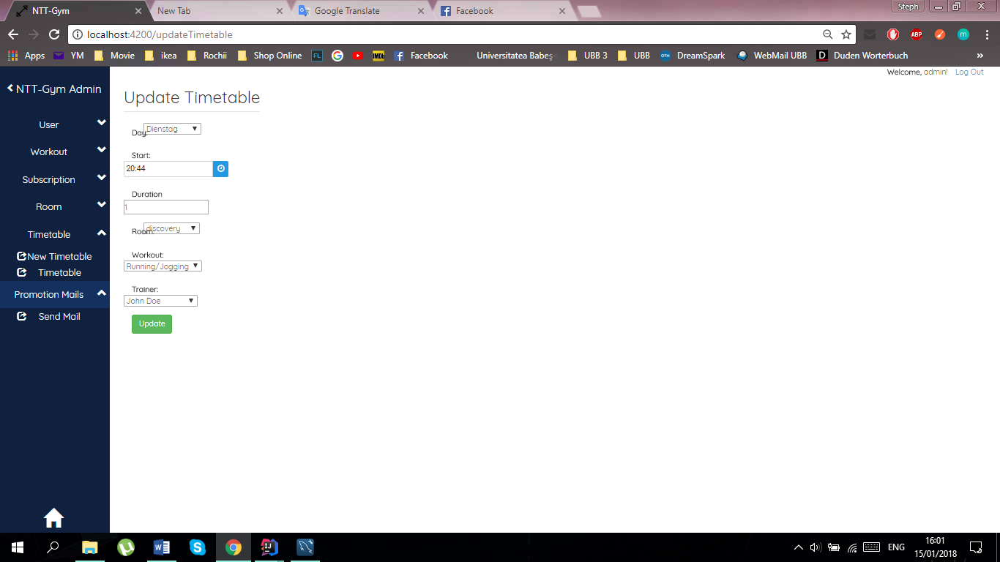 NTT-Gym
New Tab
Google Translate
Facebook
Steph
localhost:4200/updateTimetable
ABP
m
Apps
YM
Movie
ikea
Rochii
Shop Online
FL
IMDb
Facebook
Universitatea Babeș-
UBB 3
UBB
OTH
DreamSpark
WebMail UBB
D
Duden Worterbuch
»
Welcome, admin! Log Out
NTT-Gym Admin
User
Workout
Subscription
Room
Timetable
New Timetable
Timetable
Promotion Mails
Send Mail
Update Timetable
Day:
Dienstag
Start:
20:44
Duration
1
Room:
discovery
Workout:
Running/Jogging
Trainer:
John Doe
Update
ENG
16:01
15/01/2018